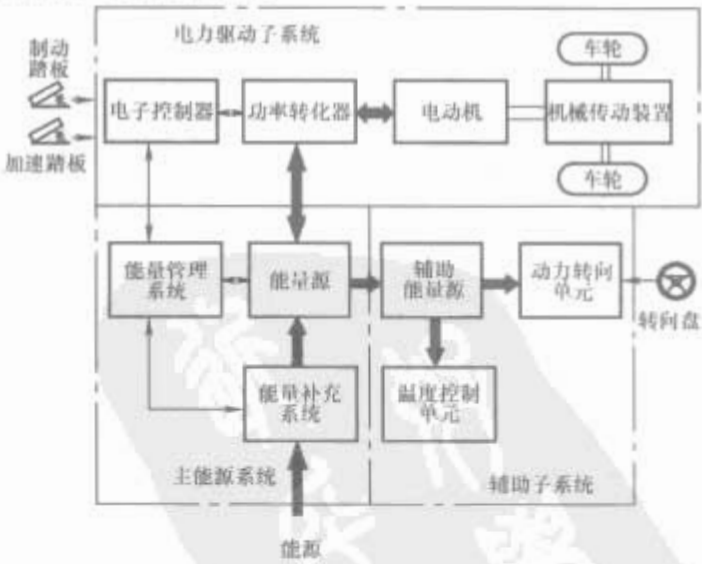 电力驱动子系统
制动
踏板
加速踏板
电子控制器
功率转化器
电动机
机械传动装置
车轮
车轮
能量管理
系统
能量源
辅助
能量源
动力转向
单元
转向盘
能量补充
系统
温度控制
单元
主能源系统
辅助子系统
能源